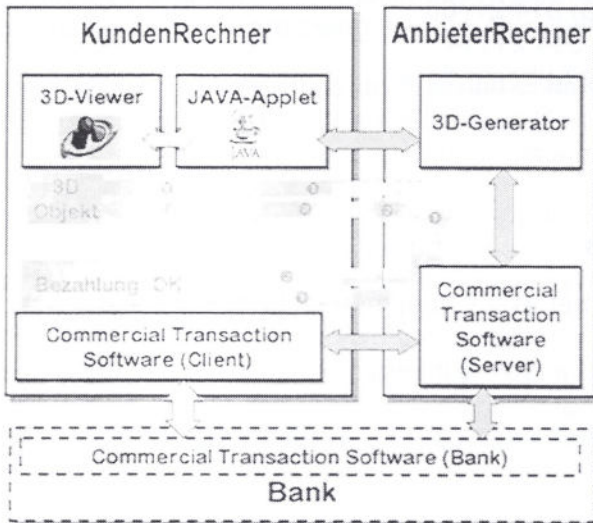 KundenRechner
AnbieterRechner
3D-Viewer
JAVA-Applet
JAVA
3D-Generator
3D
Objekt
Bezahlung OK
Commercial Transaction
Software (Client)
Commercial
Transaction
Software
(Server)
Commercial Transaction Software (Bank)
Bank